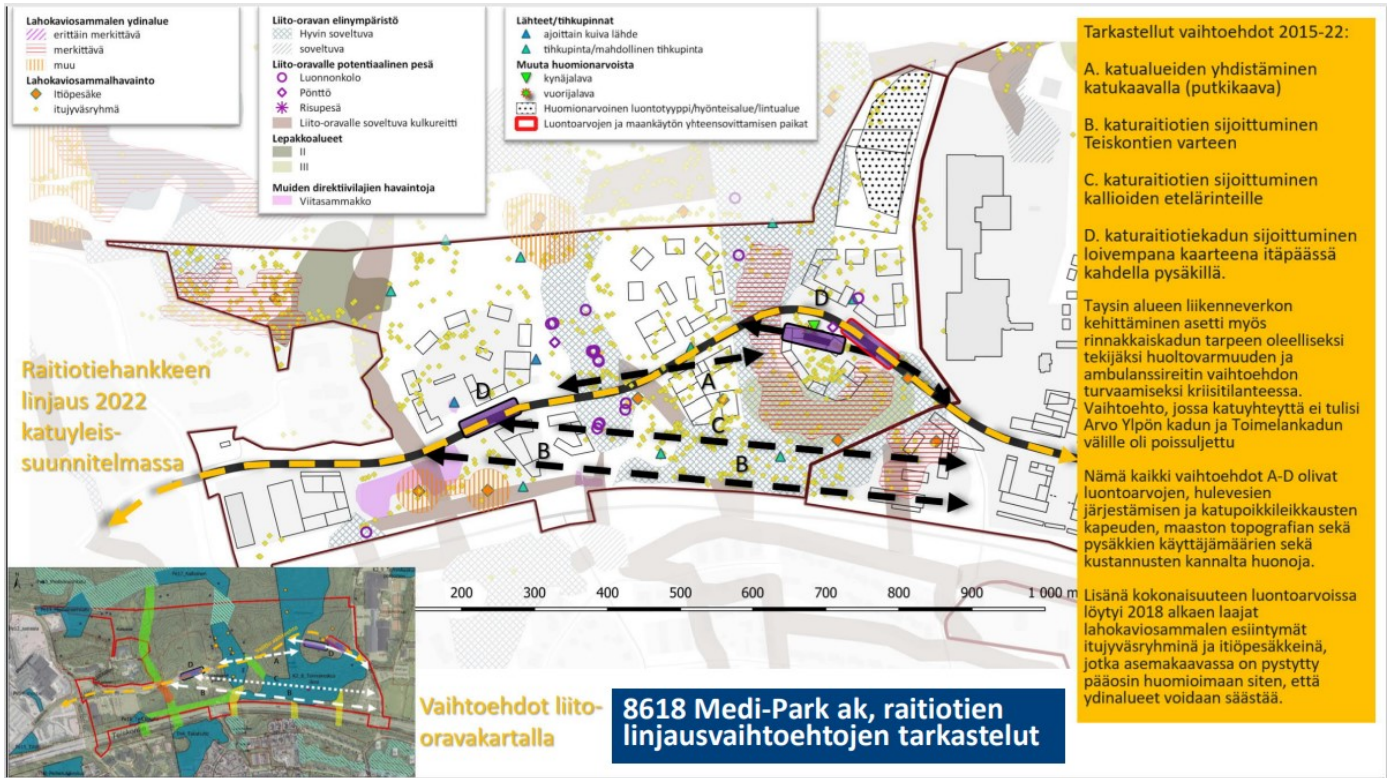 Lahokaviosammalen ydinalue
erittäin merkittävä
merkittävä
muu
Lahokaviosammalhavainto
Itiöpesäke
itujyväsryhmä
Liito-oravan elinympäristö
Hyvin soveltuva
soveltuva
Liito-oravalle potentiaalinen pesä
Luonnonkolo
Pönttö
Risupesä
Liito-oravalle soveltuva kulkureitti
Lepakkoalueet
II
III
Muiden direktiivilajien havaintoja
Viitasammakko
Lähteet/tihkupinnat
ajoittain kuiva lähde
tihkupinta/mahdollinen tihkupinta
Muuta huomionarvoista
kynäjalava
vuorijalava
Huomionarvoinen luontotyyppi/hyönteisalue/lintualue
Luontoarvojen ja maankäytön yhteensovittamisen paikat
Tarkastellut vaihtoehdot 2015-22:
A. katualueiden yhdistäminen
katukaavalla (putkikaava)
B. katuraitiotien sijoittuminen
Teiskontien varteen
C. katuraitiotien sijoittuminen
kallioiden etelärinteille
D. katuraitiotiekadun sijoittuminen
loivempana kaarteena itäpäässä
kahdella pysäkillä.
Taysin alueen liikenneverkon
kehittäminen asetti myös
rinnakkaiskadun tarpeen oleelliseksi
tekijäksi huoltovarmuuden ja
ambulanssireitin vaihtoehdon
turvaamiseksi kriisitilanteessa.
Vaihtoehto, jossa katuyhteyttä ei tulisi
Arvo Ylpön kadun ja Toimelankadun
välille oli poissuljettu
Nämä kaikki vaihtoehdot A-D olivat
luontoarvojen, hulevesien
järjestämisen ja katupoikkileikkausten
kapeuden, maaston topografian sekä
pysäkkien käyttäjämäärien sekä
kustannusten kannalta huonoja.
Lisänä kokonaisuuteen luontoarvoissa
löytyi 2018 alkaen laajat
lahokaviosammalen esiintymät
itujyväsryhminä ja itiöpesäkkeinä,
jotka asemakaavassa on pystytty
pääosin huomioimaan siten, että
ydinalueet voidaan säästää.
Raitiotiehankkeen
linjaus 2022
katuyleis-
suunnitelmassa
D
D
A
C
B
B
200 300 400 500 600 700 800 900 1 000 m
D
D
A
B
B
Vaihtoehdot liito-
oravakartalla
8618 Medi-Park ak, raitiotien
linjausvaihtoehtojen tarkastelut